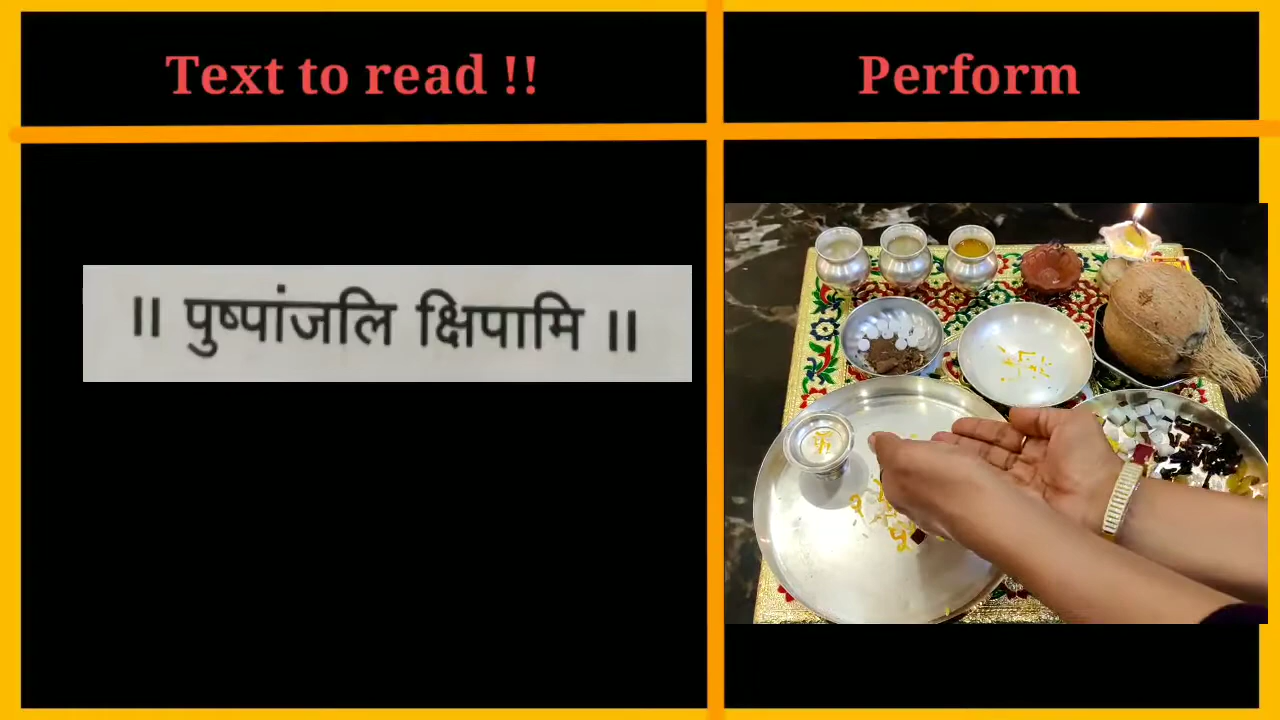 Text to read !!
Perform
॥ पुष्पांजलि क्षिपामि ॥